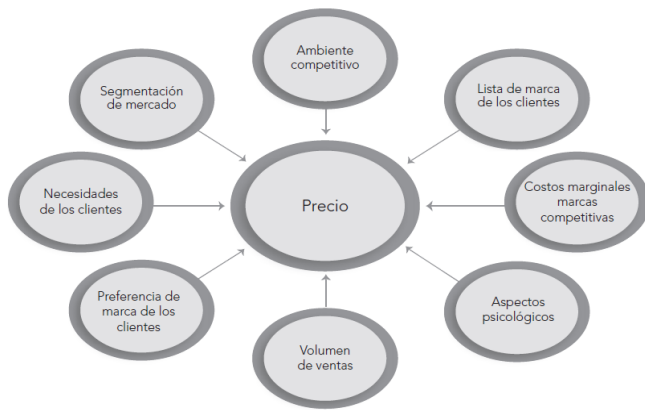 Ambiente
competitivo
Segmentación
de mercado
Lista de marca
de los clientes
Necesidades
de los clientes
Precio
Costos marginales
marcas
competitivas
Preferencia de
marca de los
clientes
Aspectos
psicológicos
Volumen
de ventas